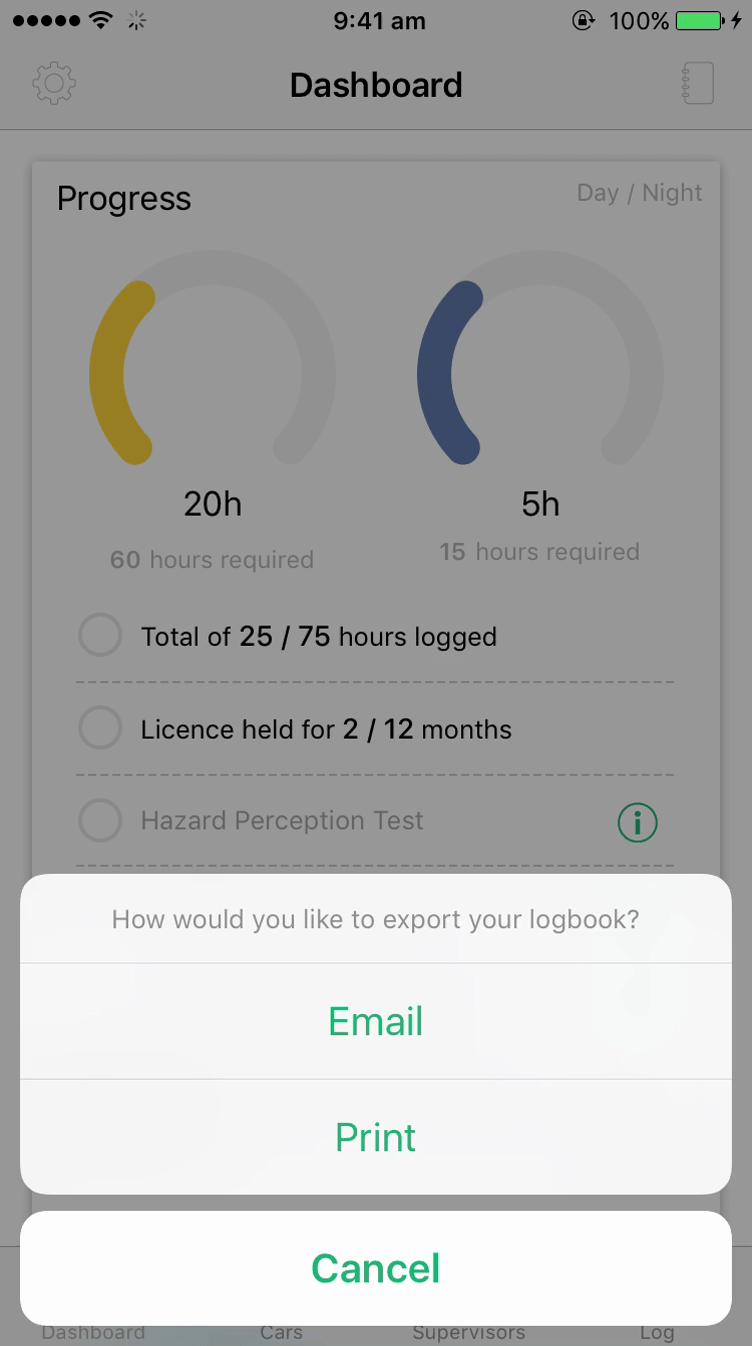 9:41 am 100%
Dashboard
Progress Day / Night
20h 5h
60 hours required 15 hours required
Total of 25 / 75 hours logged
Licence held for 2 / 12 months
Hazard Perception Test
How would you like to export your logbook?
Email
Print
Cancel
Dashboard Cars Supervisors Log